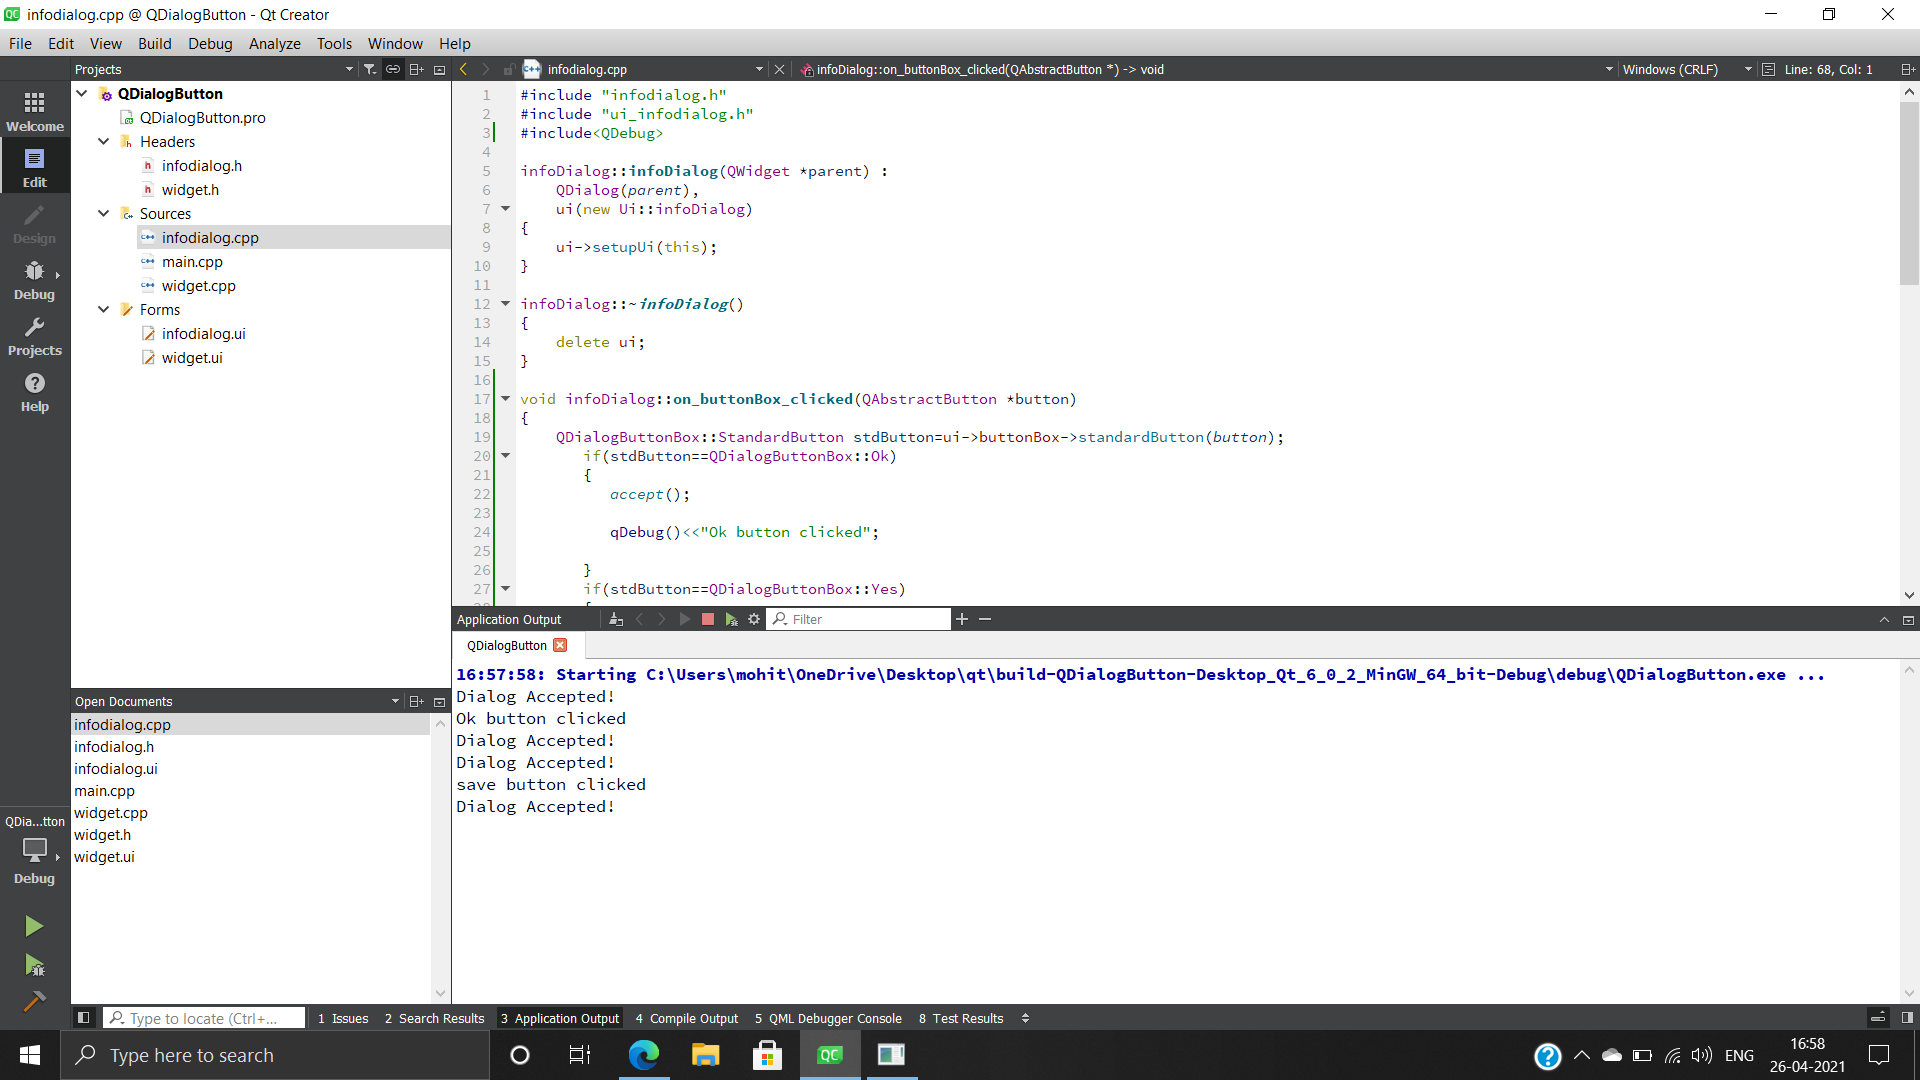 infodialog.cpp @ QDialogButton - Qt Creator
File Edit View Build Debug Analyze Tools Window Help
Projects
infodialog.cpp
infoDialog::on_buttonBox_clicked(QAbstractButton *) -> void
Windows (CRLF)
Line: 68, Col: 1
Welcome
Edit
Design
Debug
Projects
Help
QDialogButton
QDialogButton.pro
Headers
infodialog.h
widget.h
Sources
infodialog.cpp
main.cpp
widget.cpp
Forms
infodialog.ui
widget.ui
1 #include "infodialog.h"
2 #include "ui_infodialog.h"
3 #include<QDebug>
4
5 infoDialog::infoDialog(QWidget *parent) :
6 QDialog(parent),
7 ui(new Ui::infoDialog)
8 {
9 ui->setupUi(this);
10 }
11
12 infoDialog::~infoDialog()
13 {
14 delete ui;
15 }
16
17 void infoDialog::on_buttonBox_clicked(QAbstractButton *button)
18 {
19 QDialogButtonBox::StandardButton stdButton=ui->buttonBox->standardButton(button);
20 if(stdButton==QDialogButtonBox::Ok)
21 {
22 accept();
23
24 qDebug()<<"Ok button clicked";
25
26 }
27 if(stdButton==QDialogButtonBox::Yes)
Application Output
Filter
QDialogButton
16:57:58: Starting C:\Users\mohit\OneDrive\Desktop\qt\build-QDialogButton-Desktop_Qt_6_0_2_MinGW_64_bit-Debug\debug\QDialogButton.exe ...
Dialog Accepted!
Ok button clicked
Dialog Accepted!
Dialog Accepted!
save button clicked
Dialog Accepted!
Open Documents
infodialog.cpp
infodialog.h
infodialog.ui
main.cpp
widget.cpp
widget.h
widget.ui
QDia...tton
Debug
Type to locate (Ctrl+...
1 Issues 2 Search Results 3 Application Output 4 Compile Output 5 QML Debugger Console 8 Test Results
Type here to search
QC
ENG
16:58
26-04-2021